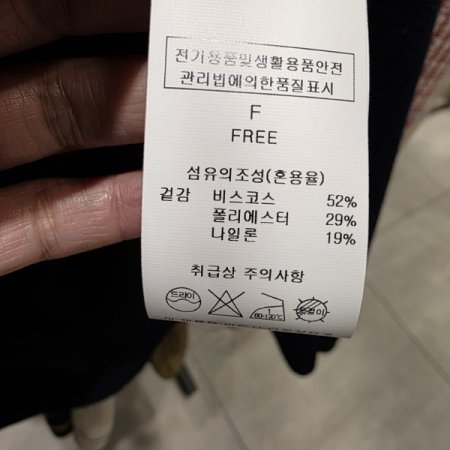 전기용품및생활용품안전
관리법에의한품질표시
F
FREE
섬유의조성(혼용율)
겉감 비스코스 52%
폴리에스터 29%
나일론 19%
취급상 주의사항
드라이 1 80-120℃